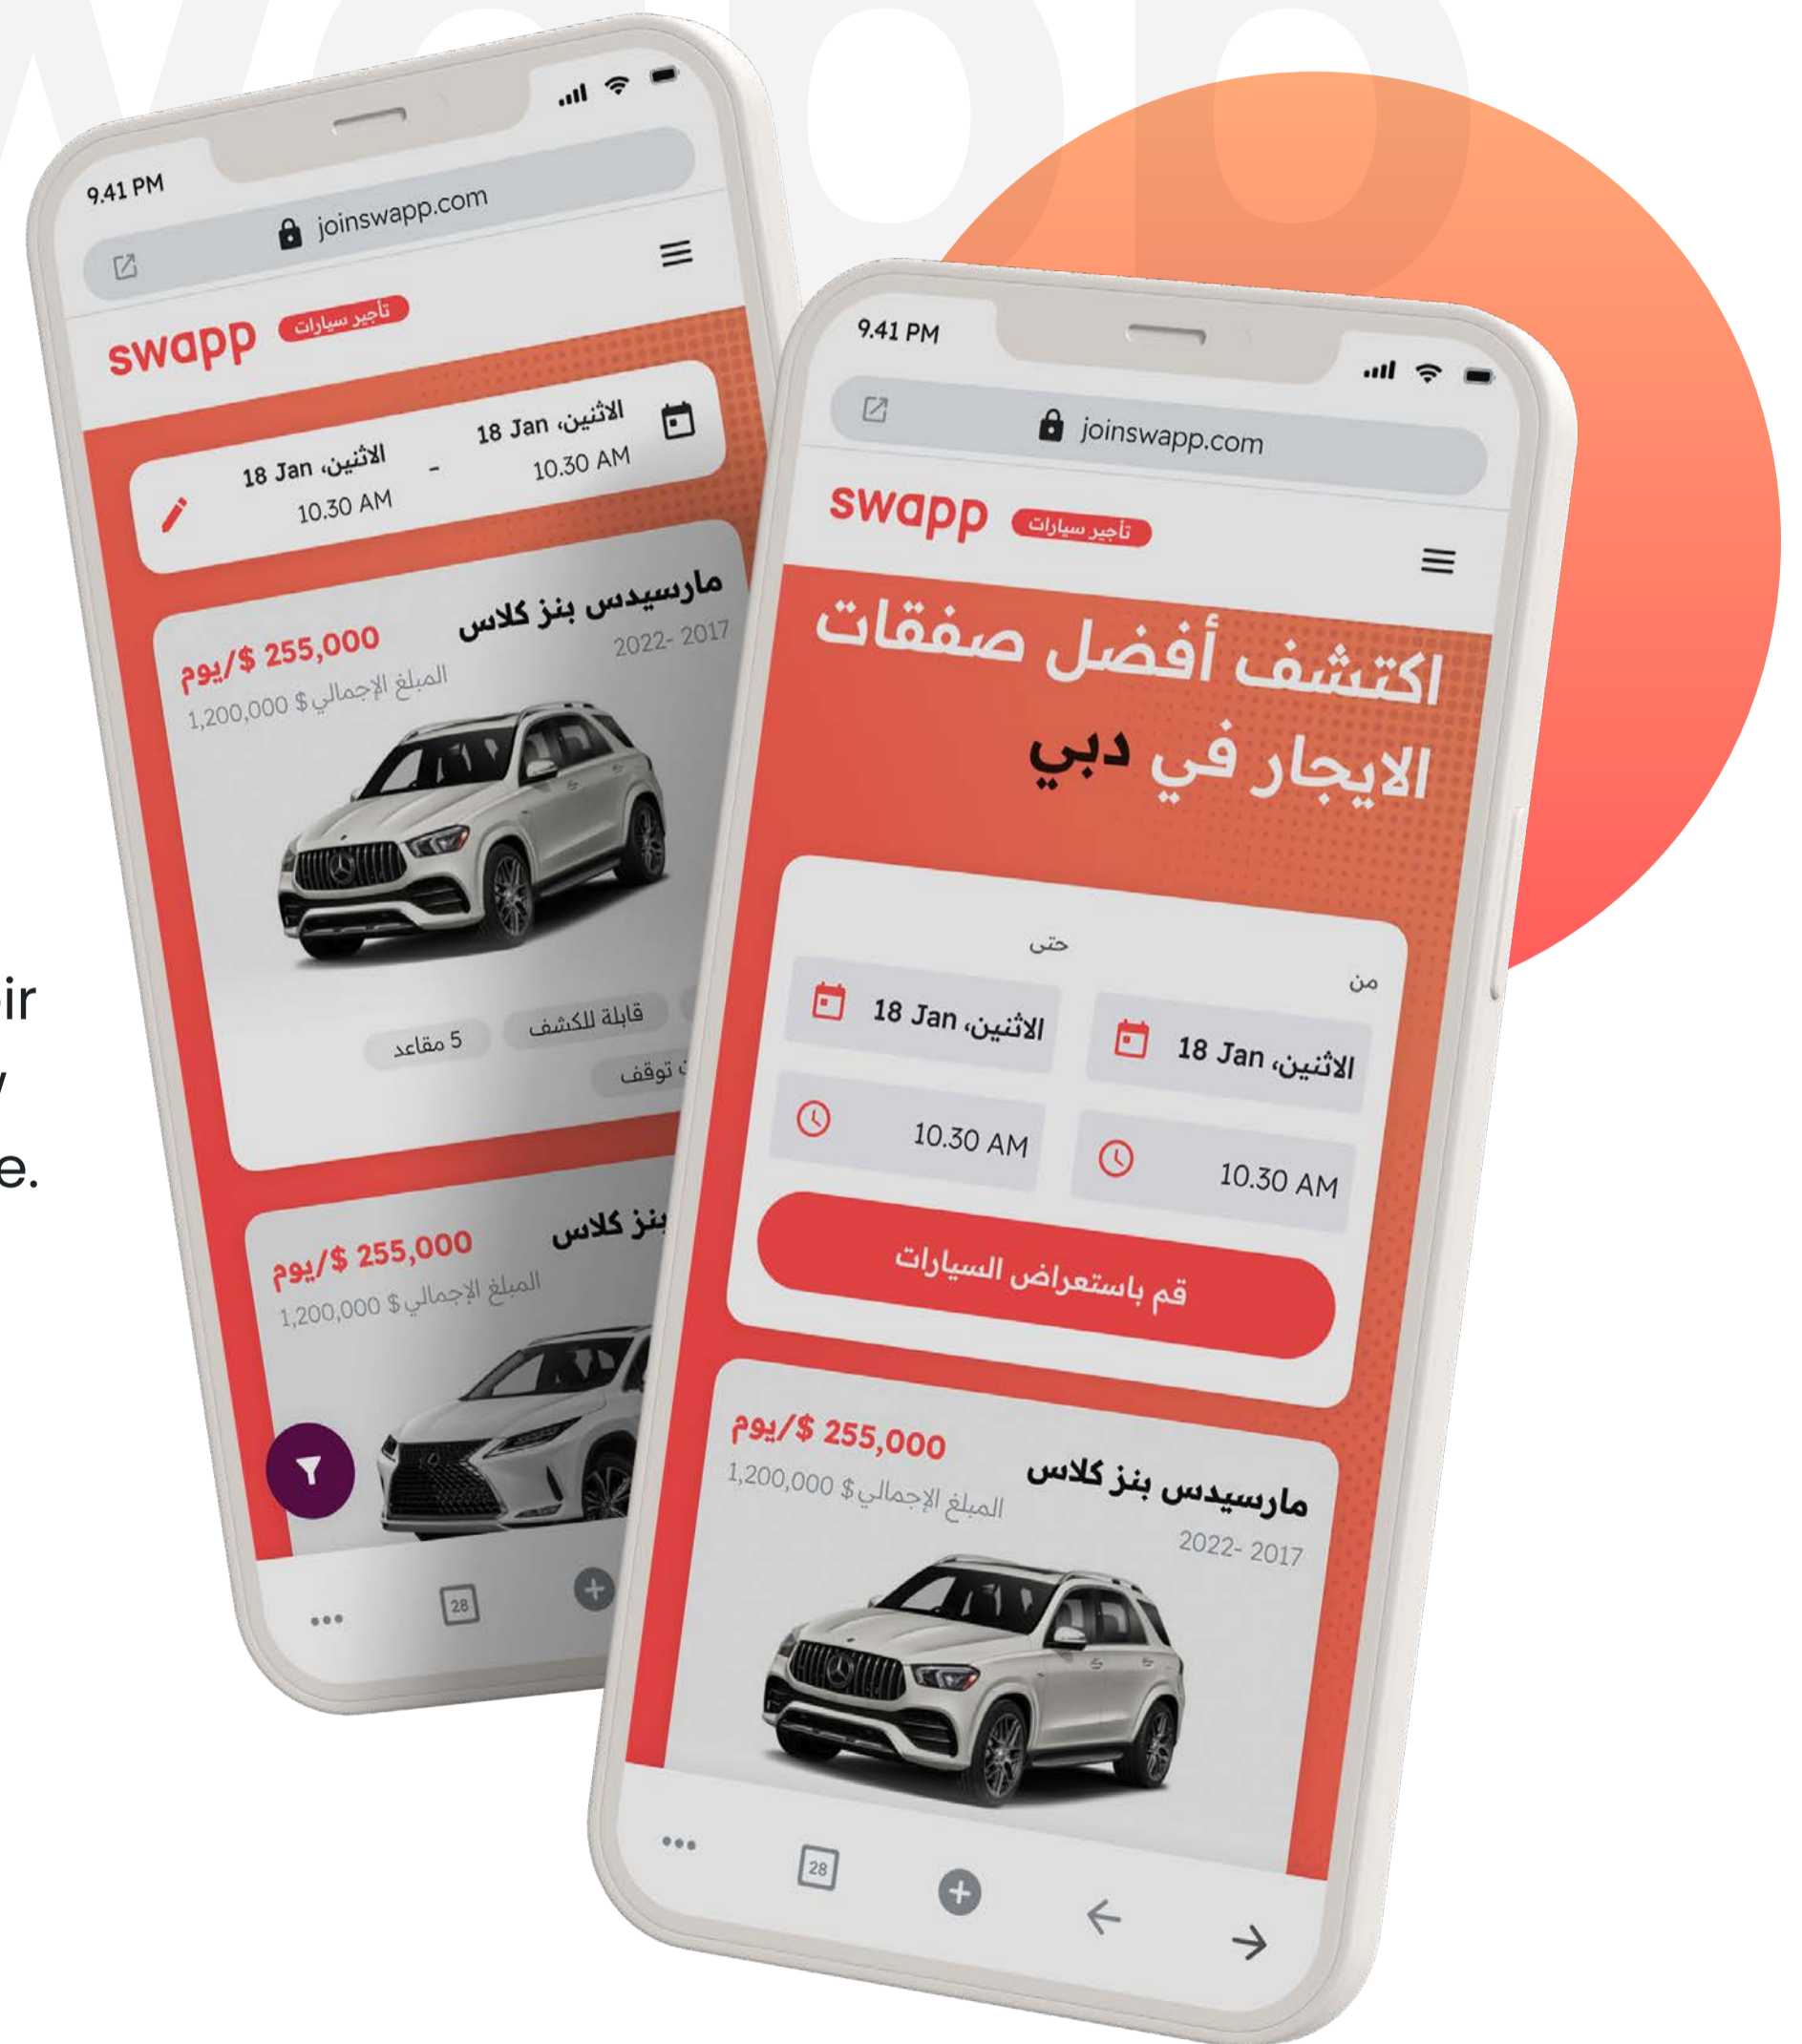 wapp
ir
e.
9.41 PM
joinswapp.com
swapp تأجير سيارات
الاثنين، 18 Jan - الاثنين، 18 Jan
10.30 AM 10.30 AM
مارسيدس بنز كلاس 255,000 $/يوم
2022- 2017 المبلغ الإجمالي $ 1,200,000
قابلة للكشف 5 مقاعد
توقف
بنز كلاس 255,000 $/يوم
المبلغ الإجمالي $ 1,200,000
28
9.41 PM
joinswapp.com
swapp تأجير سيارات
اكتشف أفضل صفقات
الايجار في دبي
من حتى
الاثنين، 18 Jan الاثنين، 18 Jan
10.30 AM 10.30 AM
قم باستعراض السيارات
مارسيدس بنز كلاس 255,000 $/يوم
2022- 2017 المبلغ الإجمالي $ 1,200,000
28